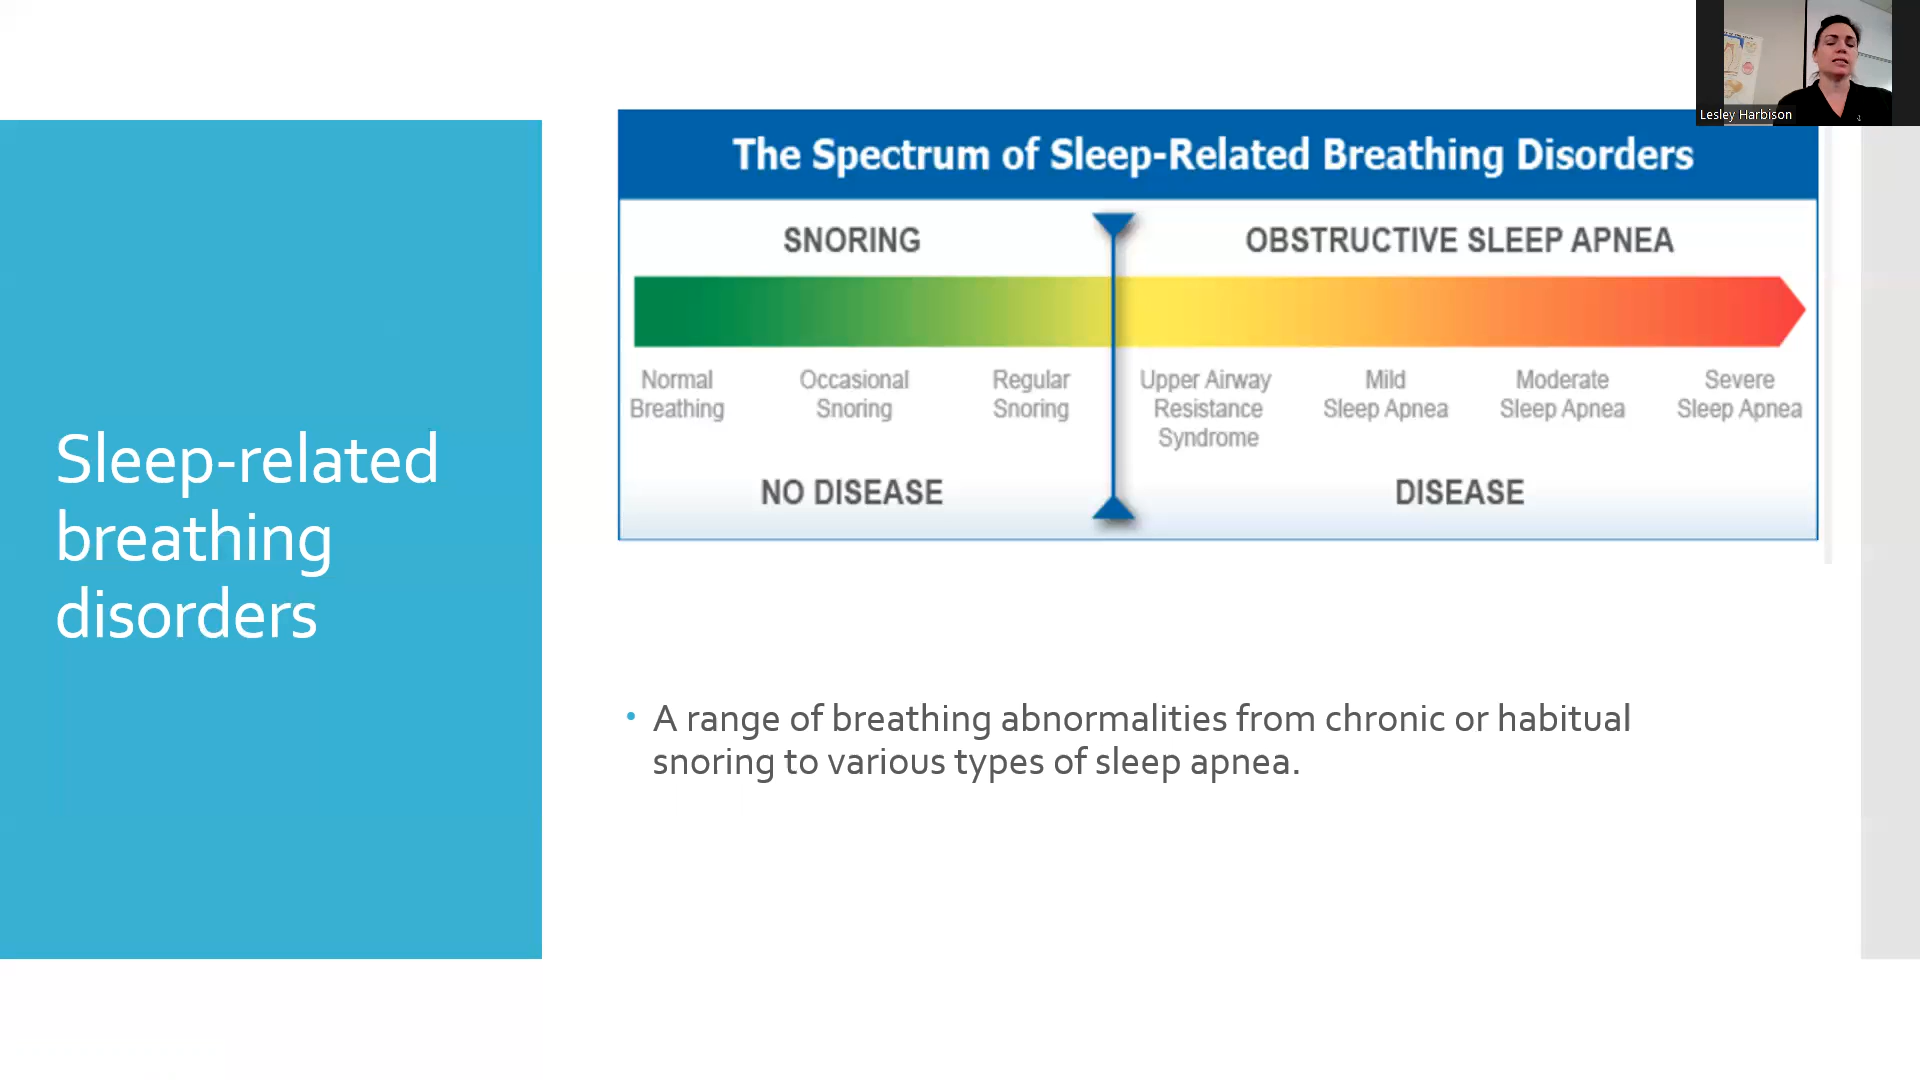 Lesley Harbison
Sleep-related
breathing
disorders
The Spectrum of Sleep-Related Breathing Disorders
SNORING
OBSTRUCTIVE SLEEP APNEA
Normal
Breathing
Occasional
Snoring
Regular
Snoring
Upper Airway
Resistance
Syndrome
Mild
Sleep Apnea
Moderate
Sleep Apnea
Severe
Sleep Apnea
NO DISEASE
DISEASE
• A range of breathing abnormalities from chronic or habitual
snoring to various types of sleep apnea.